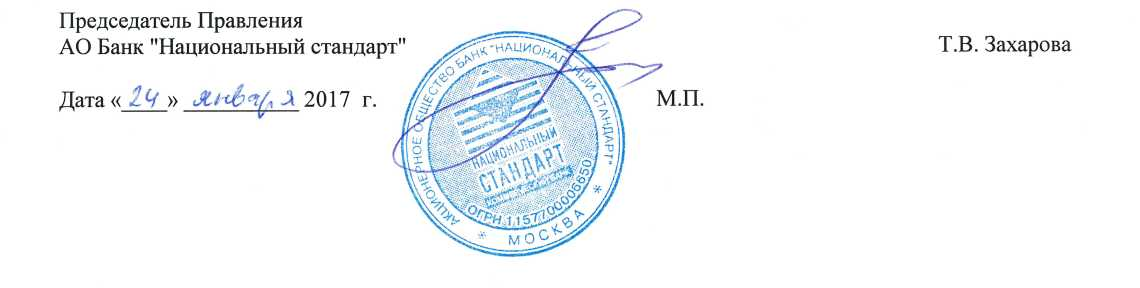 Председатель Правления
АО Банк "Национальный стандарт"
Т.В. Захарова
Дата «24» января 2017 г.
М.П.
АКЦИОНЕРНОЕ ОБЩЕСТВО БАНК "НАЦИОНАЛЬНЫЙ СТАНДАРТ"
НАЦИОНАЛЬНЫЙ
СТАНДАРТ
ОГРН 1157700006650
* МОСКВА *